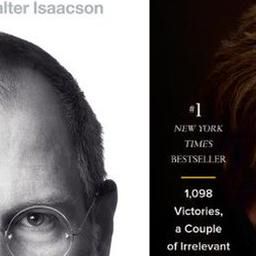 alter Isaacson
#1
NEW YORK
TIMES
BESTSELLER
1,098
Victories,
a Couple
of Irrelevant